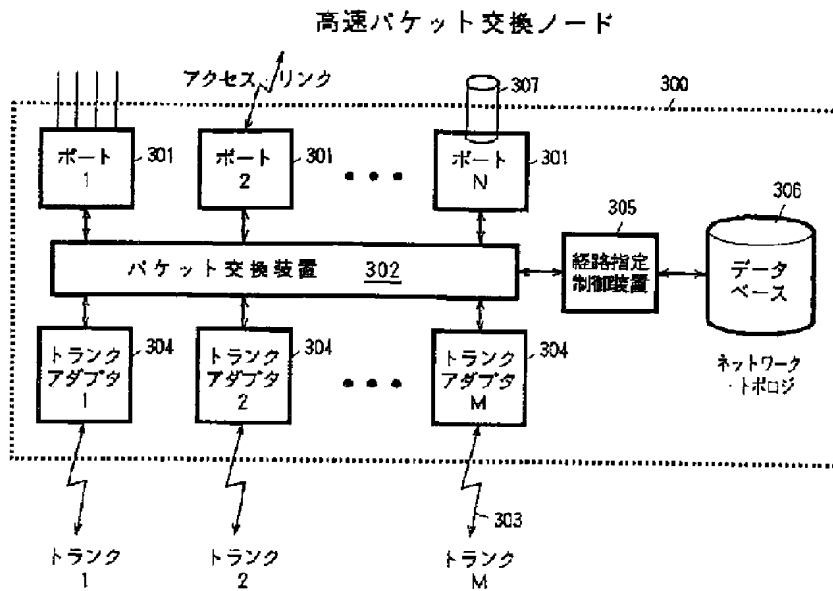 高速パケット交換ノード
アクセス・リンク
307
300
ポート
1
301
ポート
2
301
ポート
N
301
305
306
パケット交換装置 302
経路指定
制御装置
データ
ベース
トランク
アダプタ
1
304
トランク
アダプタ
2
304
トランク
アダプタ
M
304
ネットワーク
・トポロジ
303
トランク
1
トランク
2
トランク
M